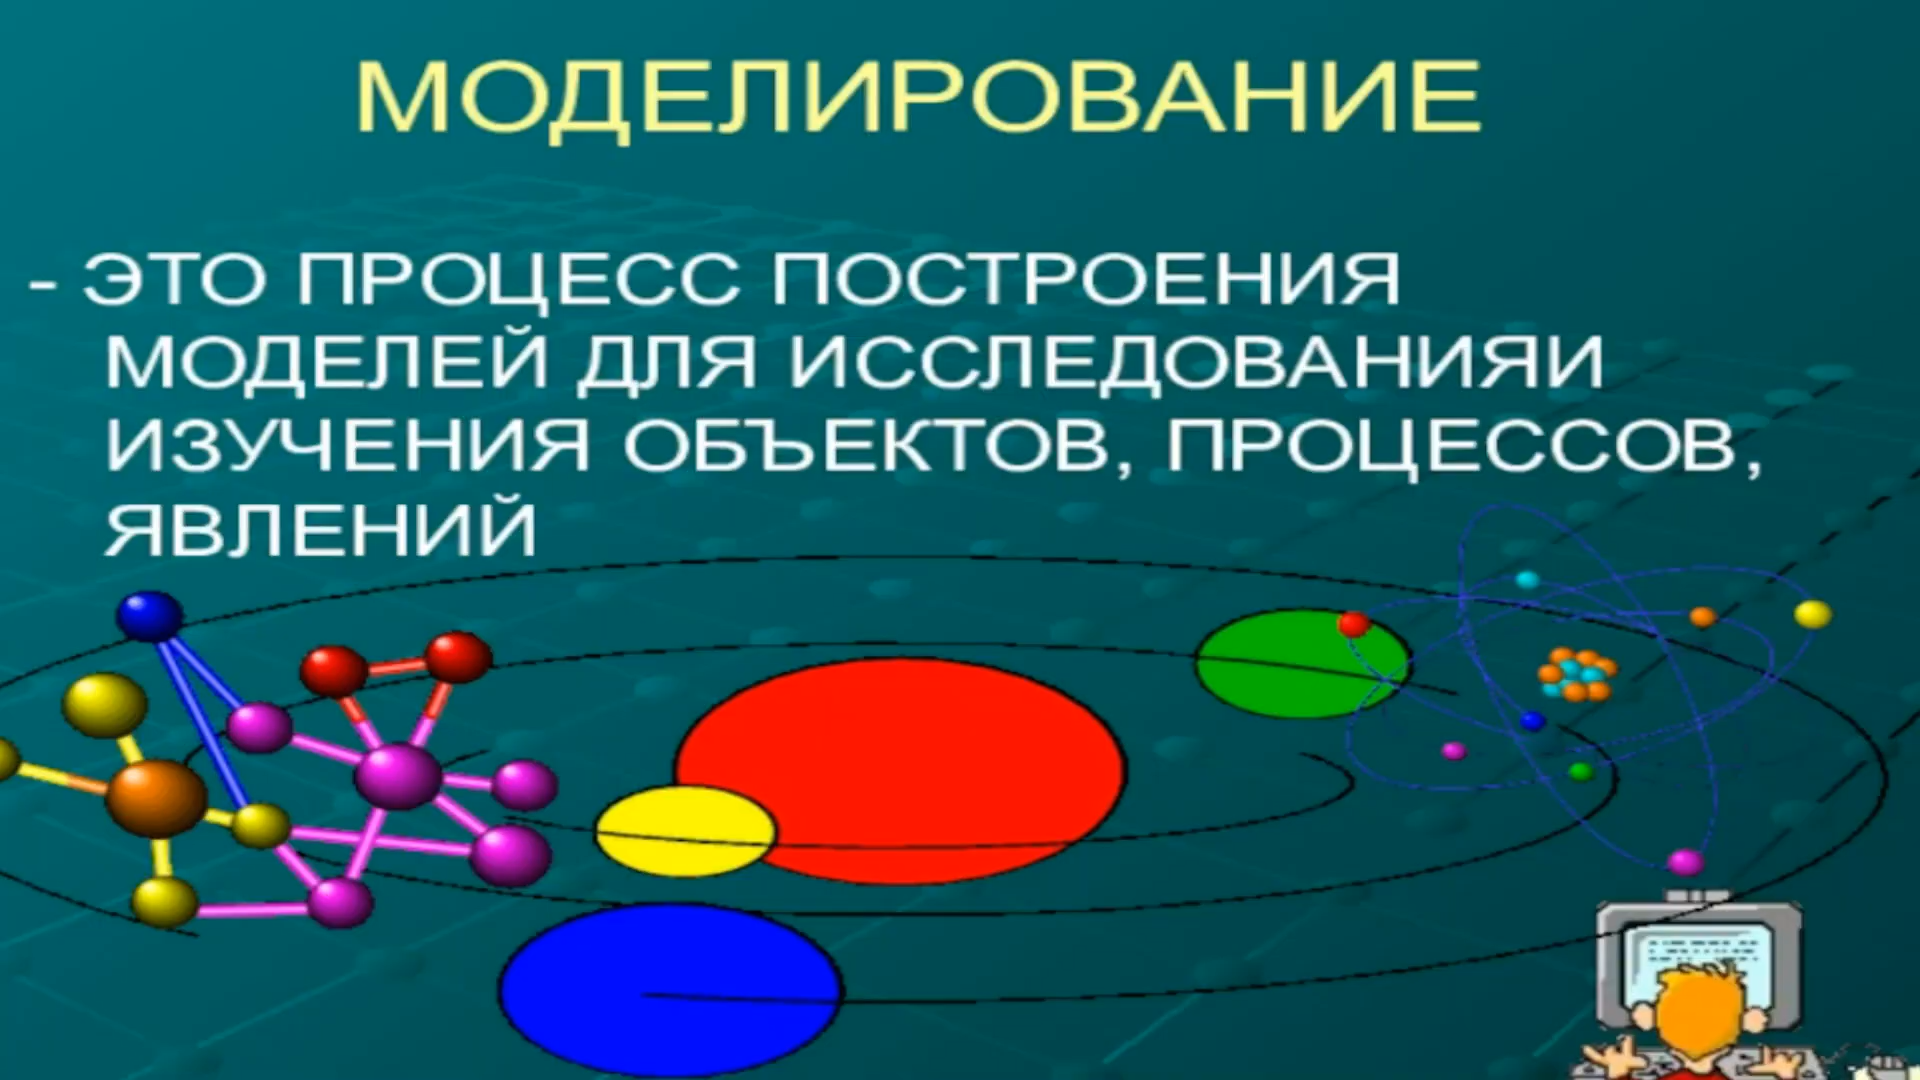 МОДЕЛИРОВАНИЕ
- ЭТО ПРОЦЕСС ПОСТРОЕНИЯ
МОДЕЛЕЙ ДЛЯ ИССЛЕДОВАНИЯИ
ИЗУЧЕНИЯ ОБЪЕКТОВ, ПРОЦЕССОВ,
ЯВЛЕНИЙ